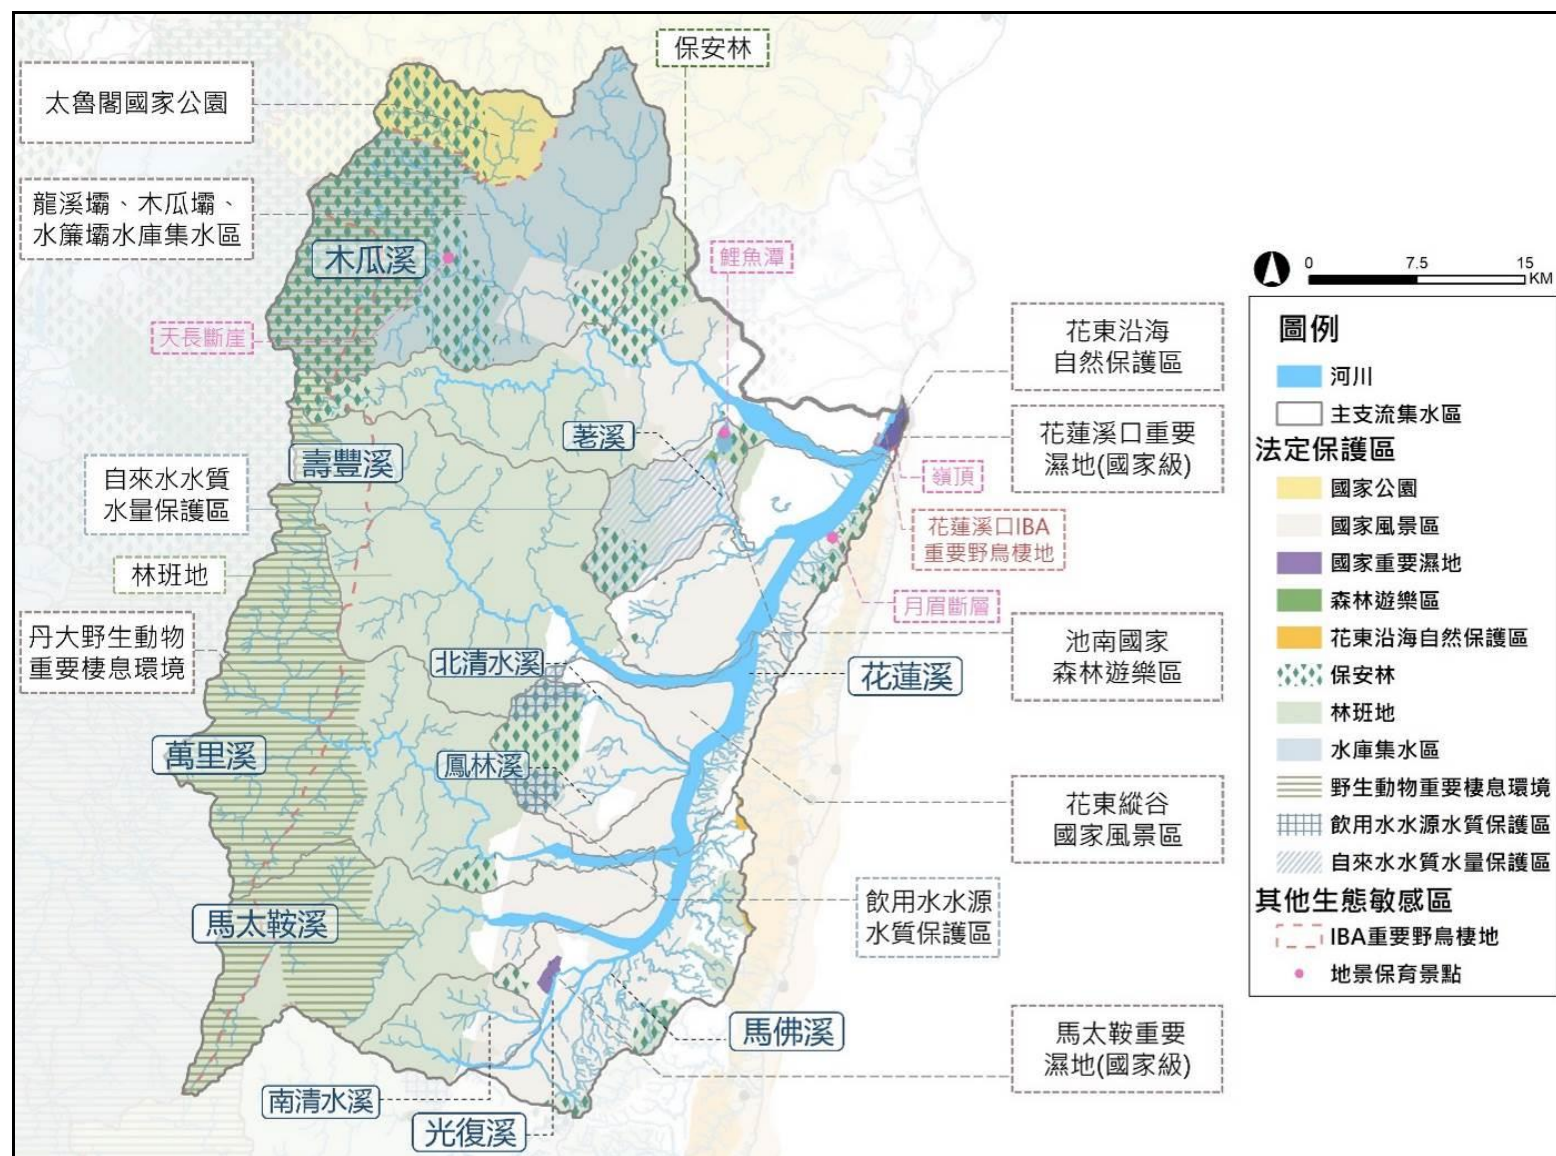 保安林
太魯閣國家公園
龍溪壩、木瓜壩、
水簾壩水庫集水區
木瓜溪
鯉魚潭
天長斷崖
荖溪
壽豐溪
自來水水質
水量保護區
林班地
丹大野生動物
重要棲息環境
北清水溪
萬里溪
鳳林溪
馬太鞍溪
南清水溪
光復溪
馬佛溪
花蓮溪
嶺頂
花蓮溪口IBA
重要野鳥棲地
月眉斷層
花東沿海
自然保護區
花蓮溪口重要
濕地(國家級)
池南國家
森林遊樂區
花東縱谷
國家風景區
飲用水水源
水質保護區
馬太鞍重要
濕地(國家級)
0 7.5 15
KM
圖例
河川
主支流集水區
法定保護區
國家公園
國家風景區
國家重要濕地
森林遊樂區
花東沿海自然保護區
保安林
林班地
水庫集水區
野生動物重要棲息環境
飲用水水源水質保護區
自來水水質水量保護區
其他生態敏感區
IBA重要野鳥棲地
地景保育景點